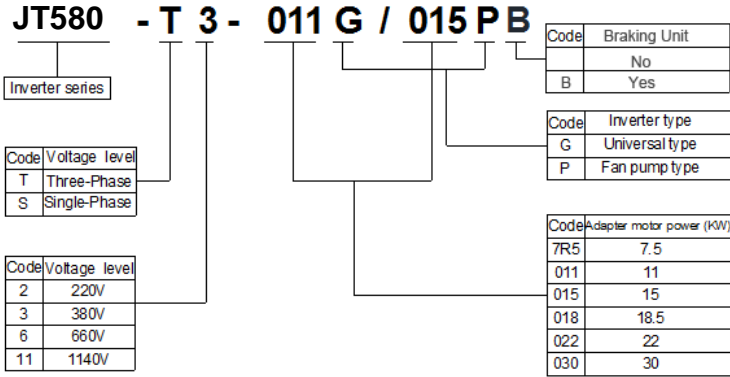 JT580 - T 3 - 011 G / 015 P B
Inverter series
Code Braking Unit
No
B Yes
Code Inverter type
G Universal type
P Fan pump type
Code Voltage level
T Three-Phase
S Single-Phase
Code Adapter motor power (KW)
7R5 7.5
011 11
015 15
018 18.5
022 22
030 30
Code Voltage level
2 220V
3 380V
6 660V
11 1140V